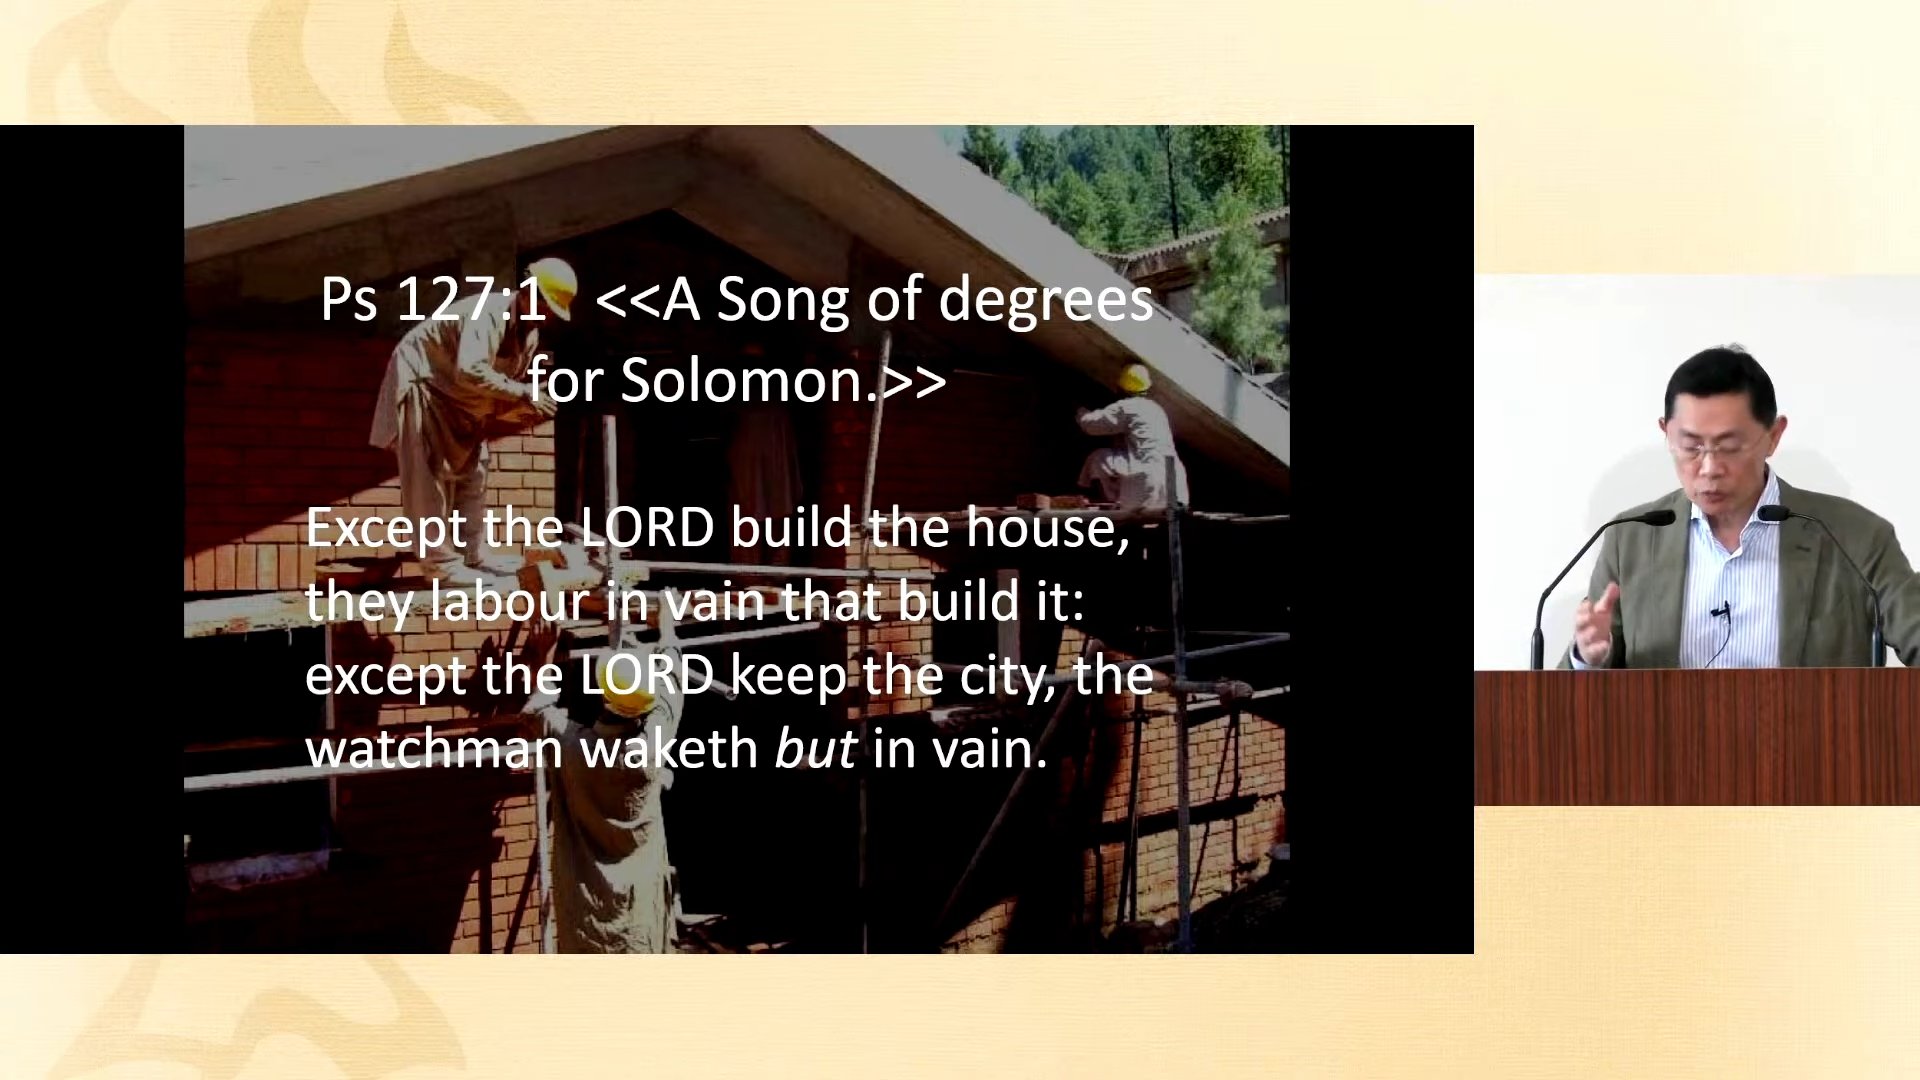 Ps 127:1 <<A Song of degrees
for Solomon.>>
Except the LORD build the house,
they labour in vain that build it:
except the LORD keep the city, the
watchman waketh but in vain.